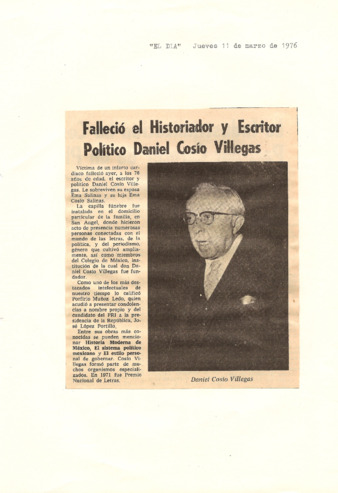 "EL DIA" Jueves 11 de marzo de 1976
Falleció el Historiador y Escritor
Político Daniel Cosío Villegas
Víctima de un infarto car-
díaco falleció ayer, a los 78
años de edad, el escritor y
político Daniel Cosío Ville-
gas. Le sobreviven su esposa
Ema Salinas y su hija Ema
Cosío Salinas.
La capilla fúnebre fue
instalada en el domicilio
particular de la familia, en
San Angel, donde hicieron
acto de presencia numerosas
personas conectadas con el
mundo de las letras, de la
política, y del periodismo,
género que cultivó amplia-
mente, así como miembros
del Colegio de México, ins-
titución de la cual don Da-
niel Cosío Villegas fue fun-
dador.
Como uno de los más des-
tacados intelectuales de
nuestro tiempo lo calificó
Porfirio Muñoz Ledo, quien
acudió a presentar condolen-
cias a nombre propio y del
candidato del PRI a la pre-
sidencia de la República, Jo-
sé López Portillo.
Entre sus obras más co-
nocidas se pueden mencio-
nar Historia Moderna de
México, El sistema político
mexicano y El estilo perso-
nal de gobernar. Cosío Vi-
llegas formó parte de mu-
chos organismos especiali-
zados. En 1971 fue Premio
Nacional de Letras.
Daniel Cosío Villegas